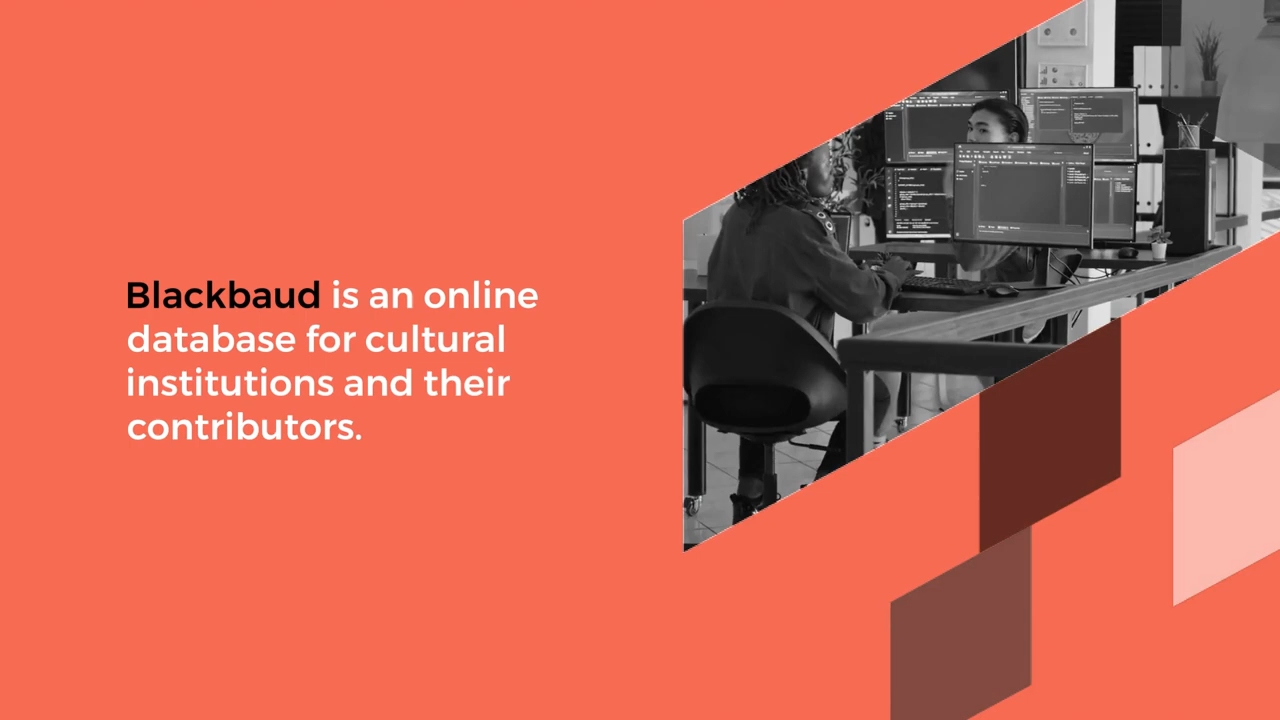 Blackbaud is an online
database for cultural
institutions and their
contributors.